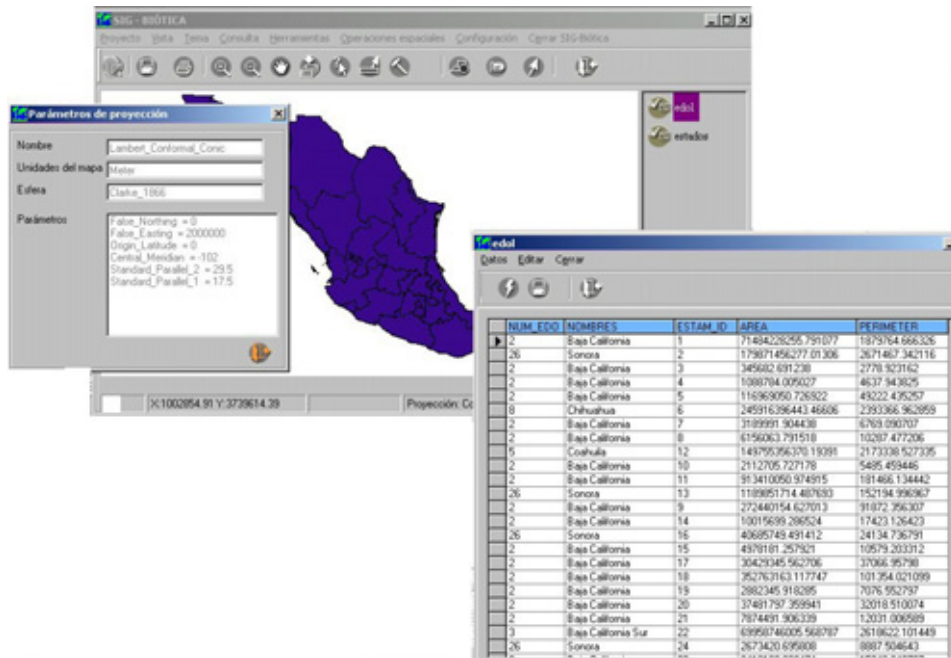 SIG - BIÓTICA
Proyecto Vista Tema Consulta Herramientas Operaciones espaciales Configuración Cerrar SIG-Biótica
edol
estados
Parámetros de proyección
Nombre Lambert_Conformal_Conic
Unidades del mapa Meter
Esfera Clarke_1866
Parámetros
False_Northing = 0
False_Easting = 2000000
Origin_Latitude = 0
Central_Meridian = -102
Standard_Parallel_2 = 29.5
Standard_Parallel_1 = 17.5
X:1002854.91 Y:3739614.39 Proyección: Co
edol
Datos Editar Cerrar
NUM_EDO NOMBRES ESTAM_ID AREA PERIMETER
2 Baja California 1 71484228255.791077 1879764.666326
26 Sonora 2 179871456277.01306 2671467.342116
2 Baja California 3 345682.691238 2778.923162
2 Baja California 4 1088784.005027 4637.943825
2 Baja California 5 116969050.726922 49222.435257
8 Chihuahua 6 245916396443.46606 2393366.962859
2 Baja California 7 3189991.904438 6769.090707
2 Baja California 8 6156063.791518 10287.477206
5 Coahuila 12 149755356370.19391 2173338.527335
2 Baja California 10 2112705.727178 5485.459446
2 Baja California 11 913410050.974915 181466.134442
26 Sonora 13 1189851714.487693 152194.996967
2 Baja California 9 272440154.627013 91872.356307
2 Baja California 14 10015699.286524 17423.126423
26 Sonora 16 40685749.491412 24134.736791
2 Baja California 15 4978181.257921 10579.203312
2 Baja California 17 30429345.562706 37066.95798
2 Baja California 18 352763163.117747 101354.021099
2 Baja California 19 2882345.918285 7076.552797
2 Baja California 20 37481797.359941 32018.510074
2 Baja California 21 7874491.906339 12031.006589
3 Baja California Sur 22 69958746005.568787 2618622.101449
26 Sonora 24 2673420.695808 8887.504643